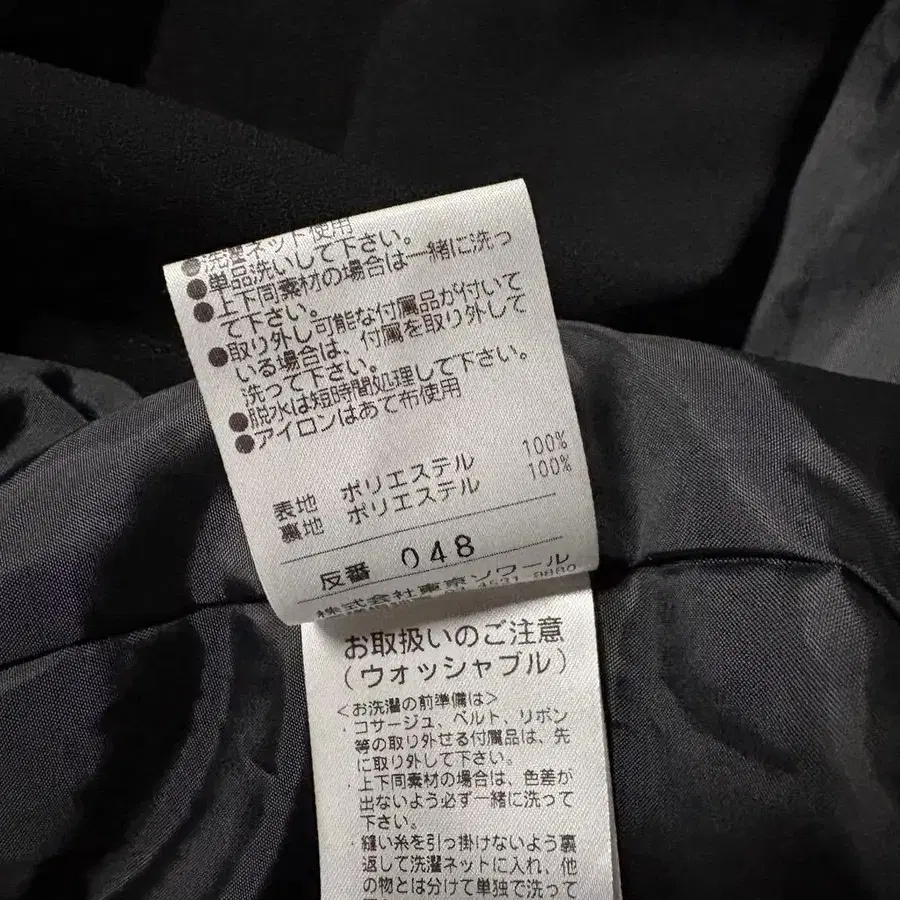 ●洗濯ネット使用
●単品洗いして下さい。
●上下同素材の場合は一緒に洗っ
て下さい。
●取り外し可能な付属品が付いて
いる場合は、付属を取り外して
洗って下さい。
●脱水は短時間処理して下さい。
●アイロンはあて布使用
表地 ポリエステル 100%
裏地 ポリエステル 100%
反番 048
株式会社東京ソワール
お取扱いのご注意
(ウォッシャブル)
<お洗濯の前準備は>
・コサージュ、ベルト、リボン
等の取り外せる付属品は、先
に取り外して下さい。
・上下同素材の場合は、色差が
出ないよう必ず一緒に洗って
下さい。
・縫い糸を引っ掛けないよう裏
返して洗濯ネットに入れ、他
の物とは分けて単独で洗って